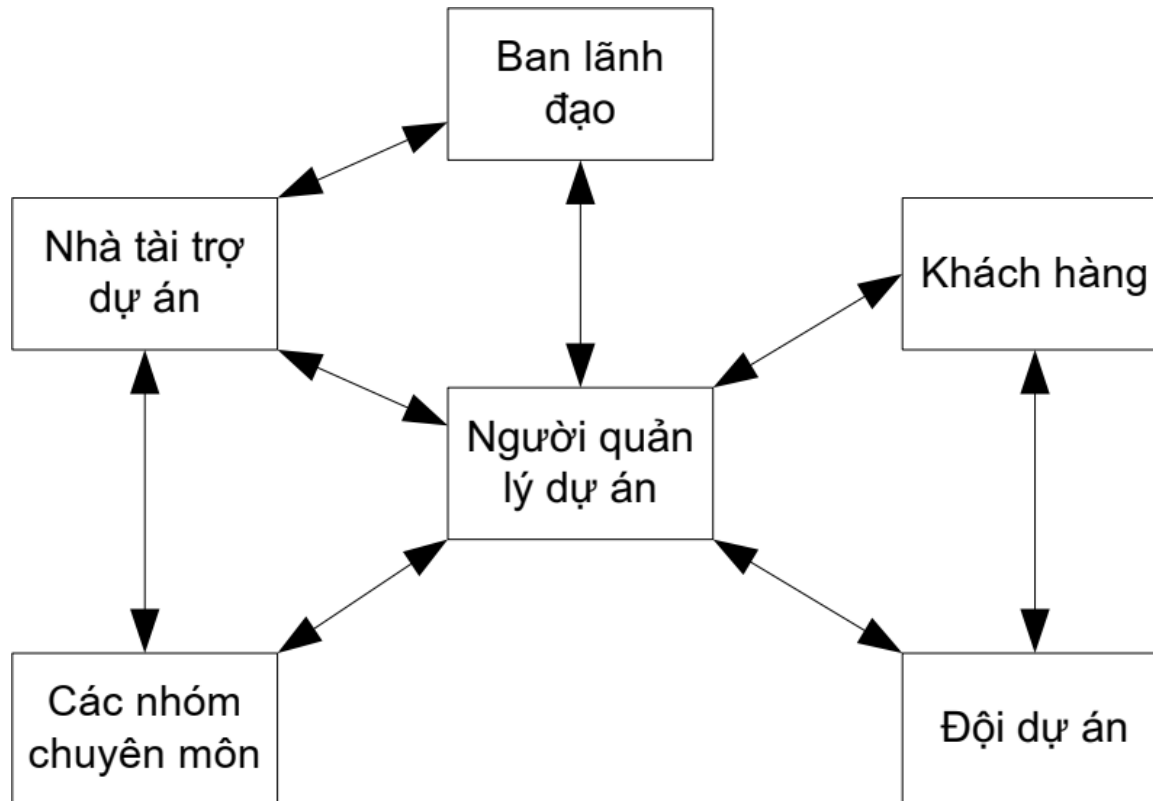 Ban lãnh
đạo
Nhà tài trợ
dự án
Khách hàng
Người quản
lý dự án
Các nhóm
chuyên môn
Đội dự án